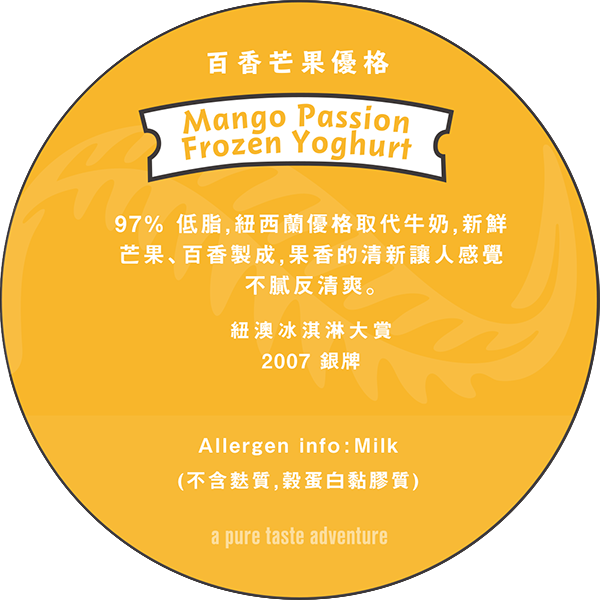 百香芒果優格
Mango Passion
Frozen Yoghurt
97% 低脂,紐西蘭優格取代牛奶,新鮮
芒果、百香製成,果香的清新讓人感覺
不膩反清爽。
紐澳冰淇淋大賞
2007 銀牌
Allergen info:Milk
(不含麩質,穀蛋白黏膠質)
a pure taste adventure